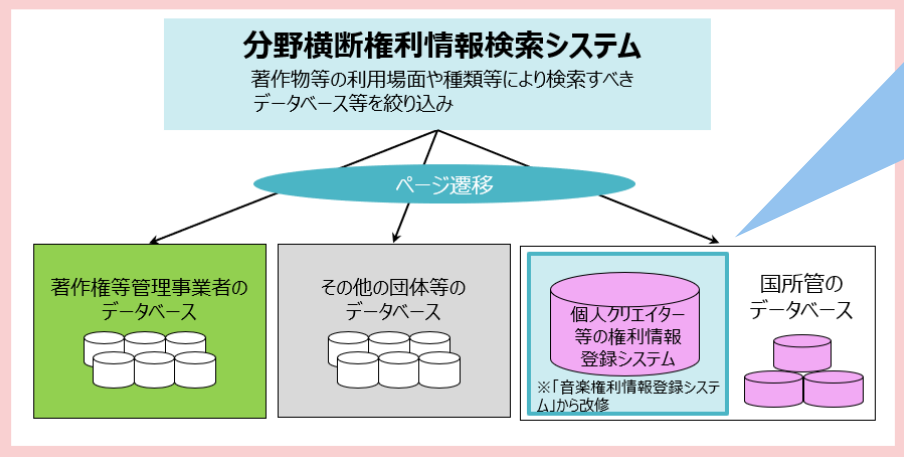 分野横断権利情報検索システム
著作物等の利用場面や種類等により検索すべき
データベース等を絞り込み
ページ遷移
著作権等管理事業者の
データベース
その他の団体等の
データベース
個人クリエイター
等の権利情報
登録システム
※「音楽権利情報登録システ
ム」から改修
国所管の
データベース